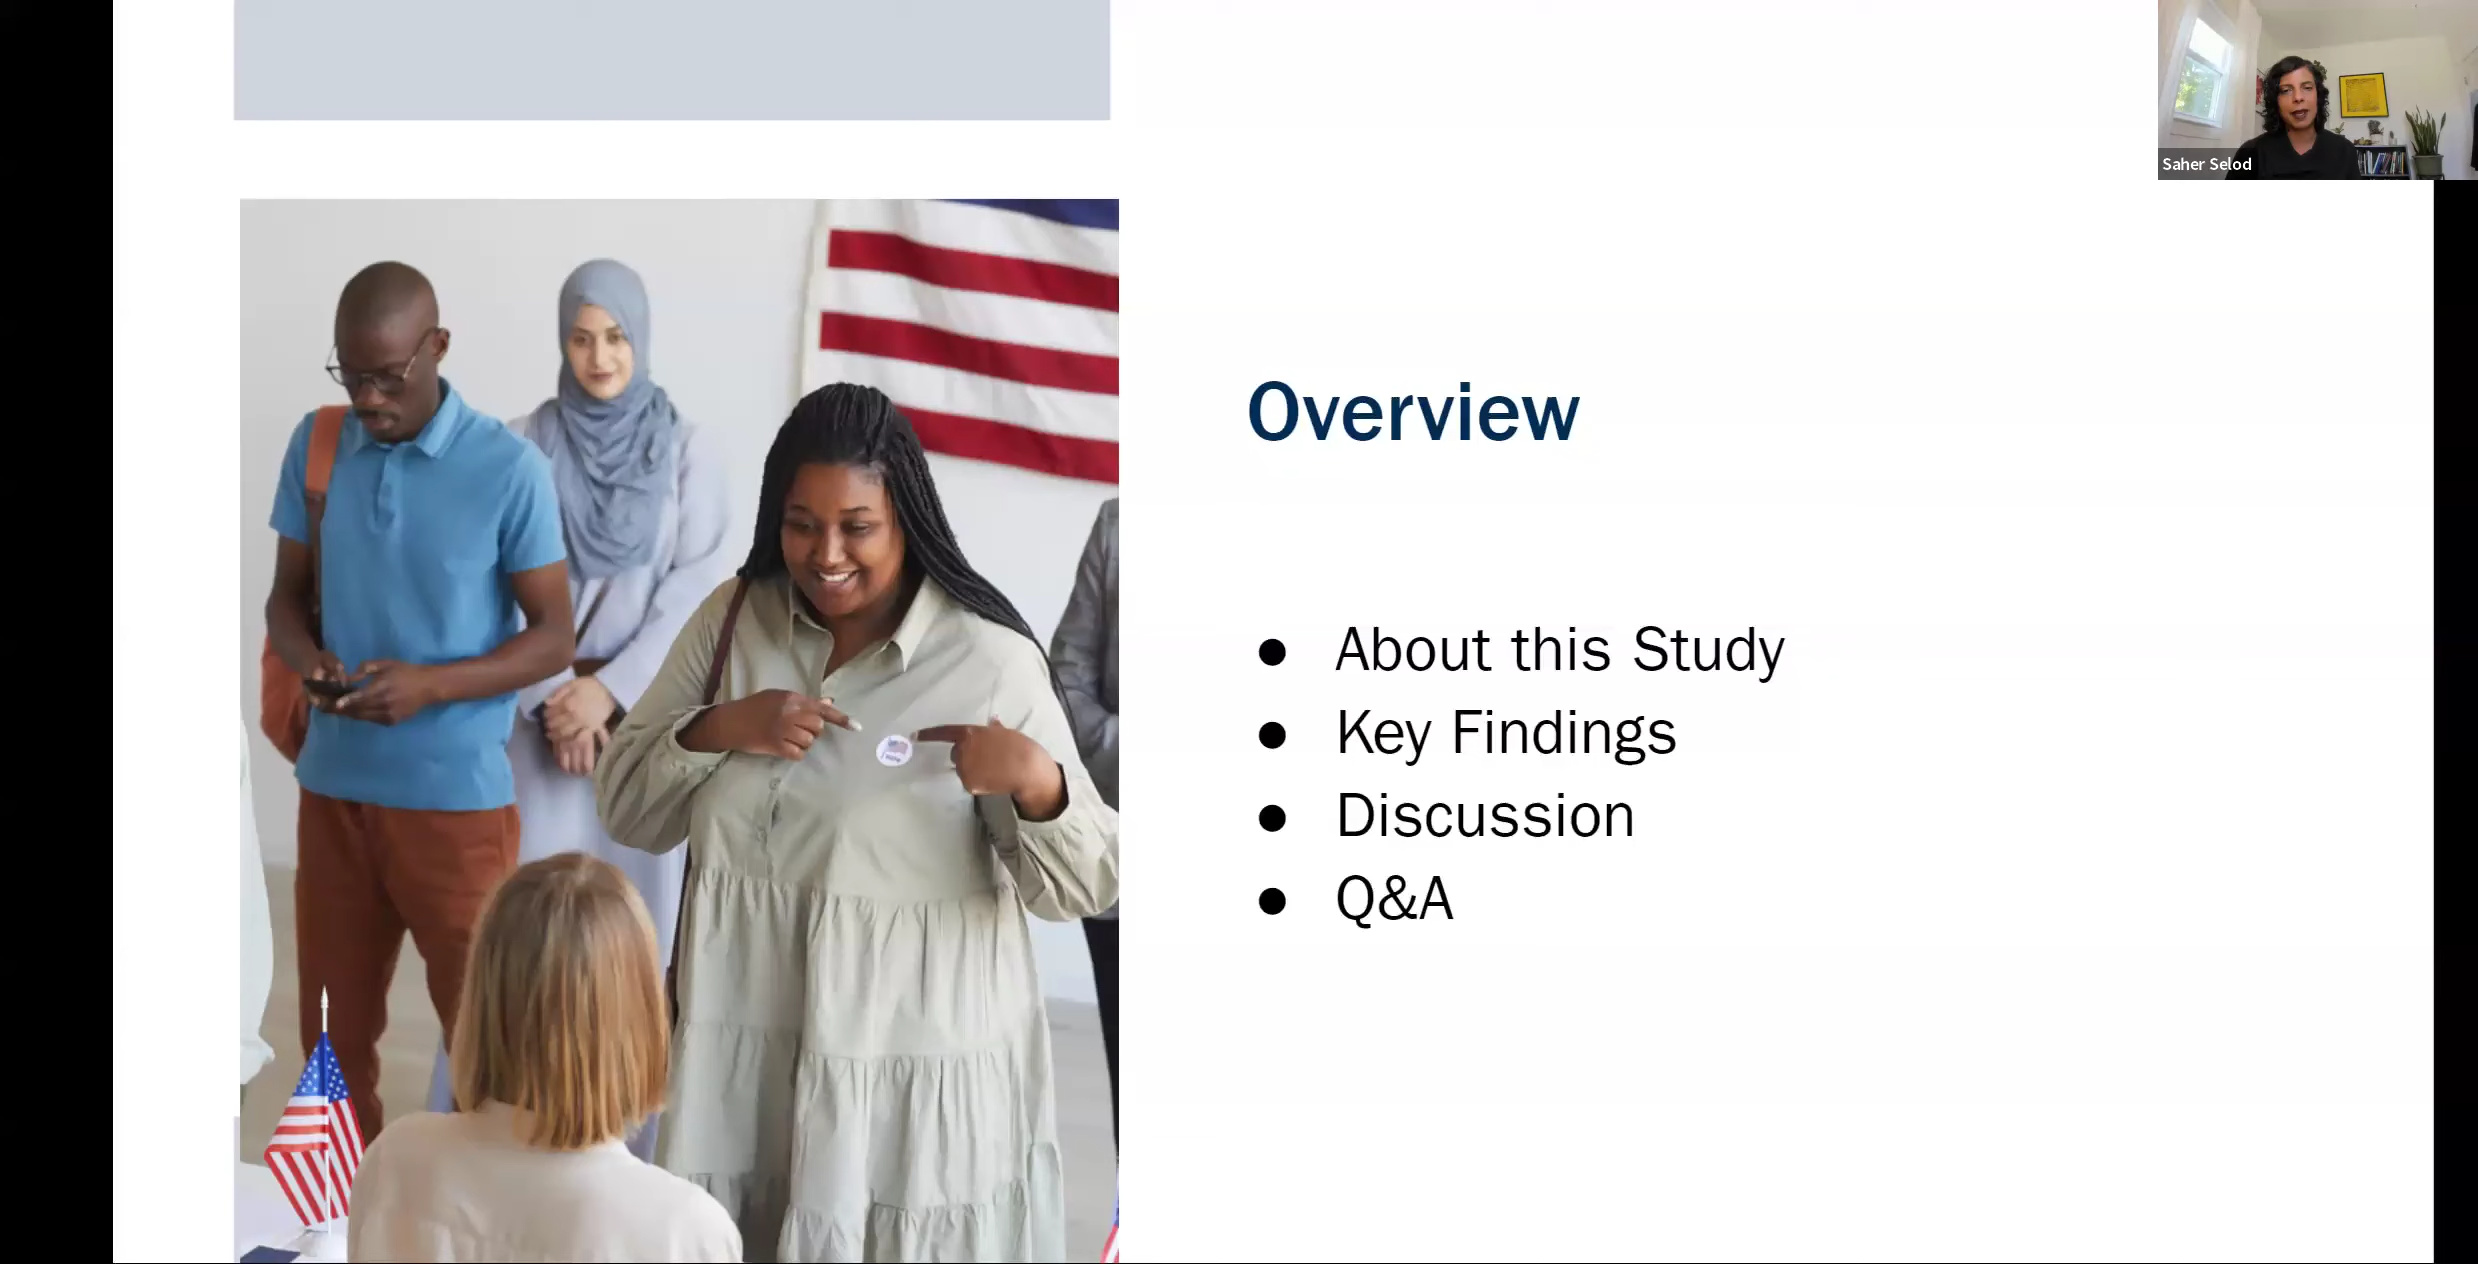 Saher Selod
Overview
● About this Study
● Key Findings
● Discussion
● Q&A